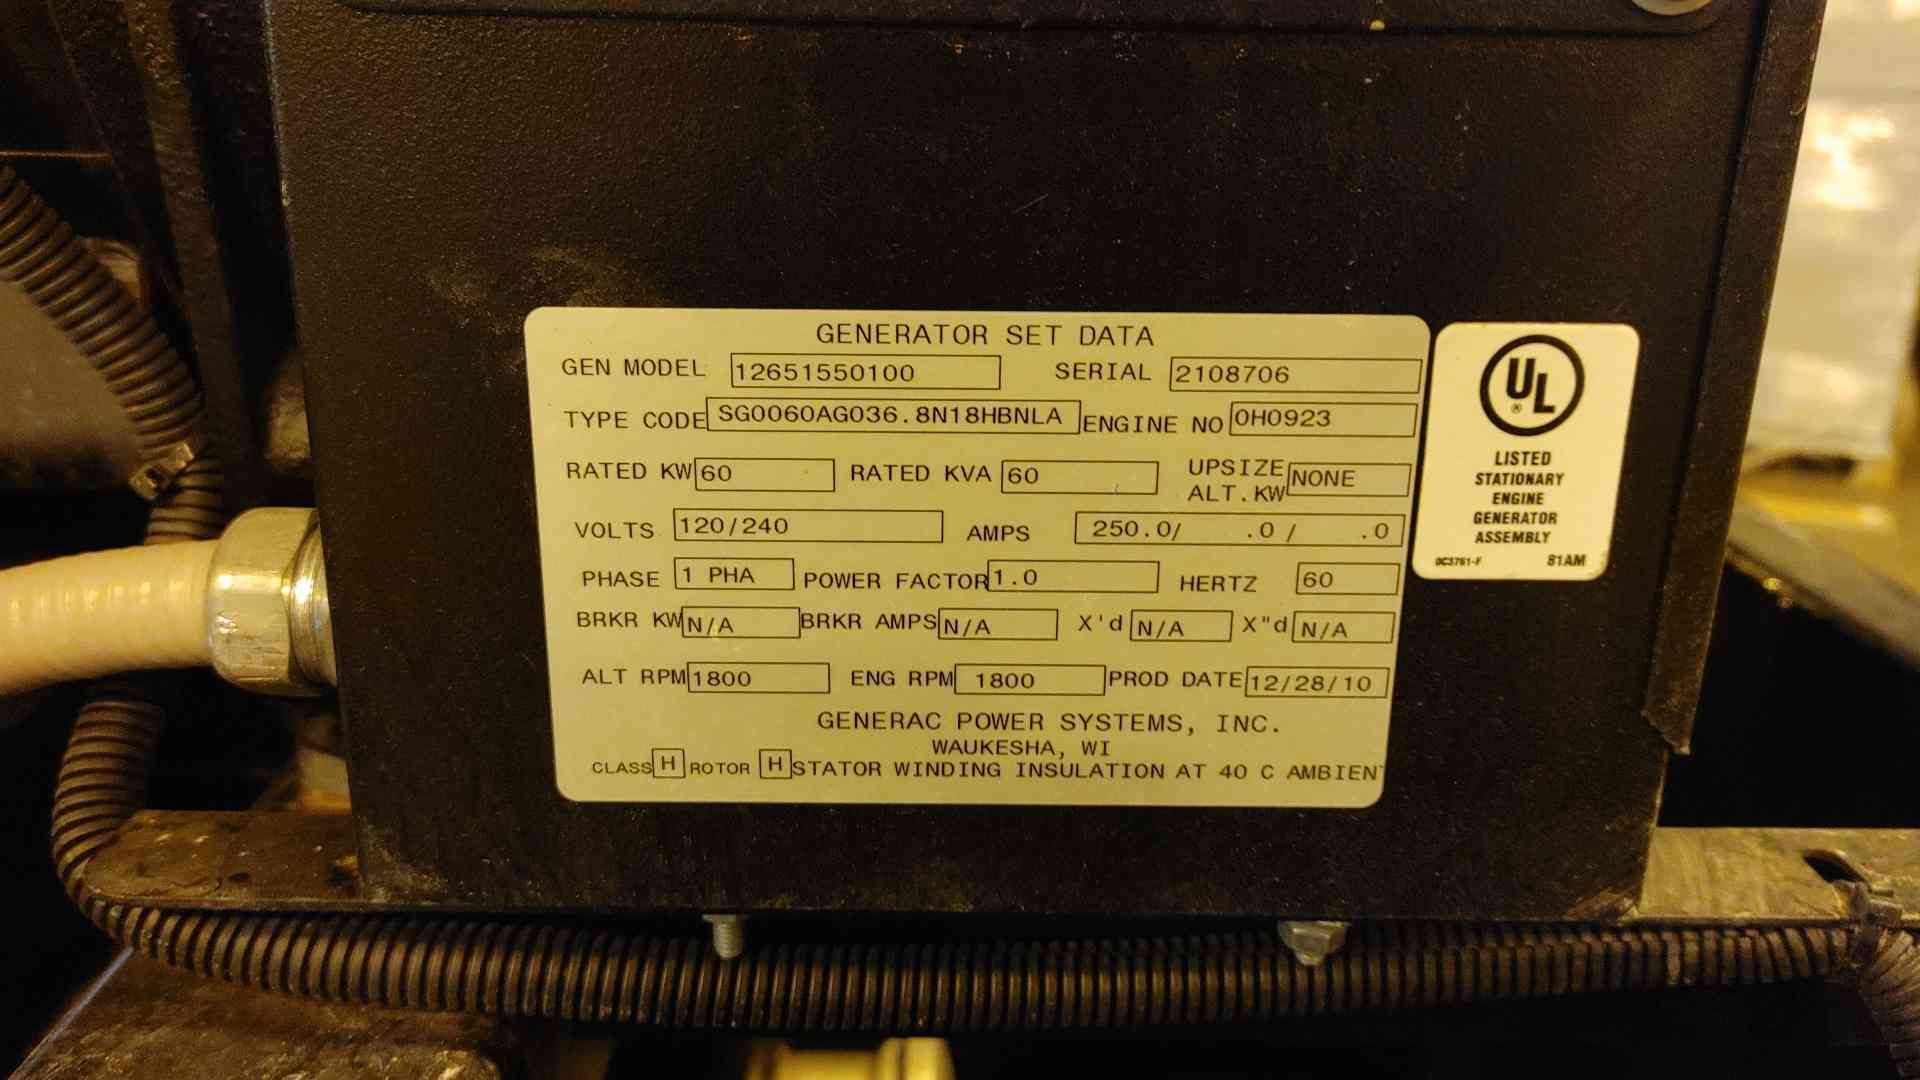 GENERATOR SET DATA
GEN MODEL 12651550100 SERIAL 2108706
TYPE CODE SG0060AG036.8N18HBNLA ENGINE NO 0H0923
RATED KW 60 RATED KVA 60 UPSIZE ALT.KW NONE
VOLTS 120/240 AMPS 250.0/ .0 / .0
PHASE 1 PHA POWER FACTOR 1.0 HERTZ 60
BRKR KW N/A BRKR AMPS N/A X'd N/A X"d N/A
ALT RPM 1800 ENG RPM 1800 PROD DATE 12/28/10
GENERAC POWER SYSTEMS, INC.
WAUKESHA, WI
CLASS H ROTOR H STATOR WINDING INSULATION AT 40 C AMBIEN
UL ®
LISTED
STATIONARY
ENGINE
GENERATOR
ASSEMBLY
0C3761-F 81AM